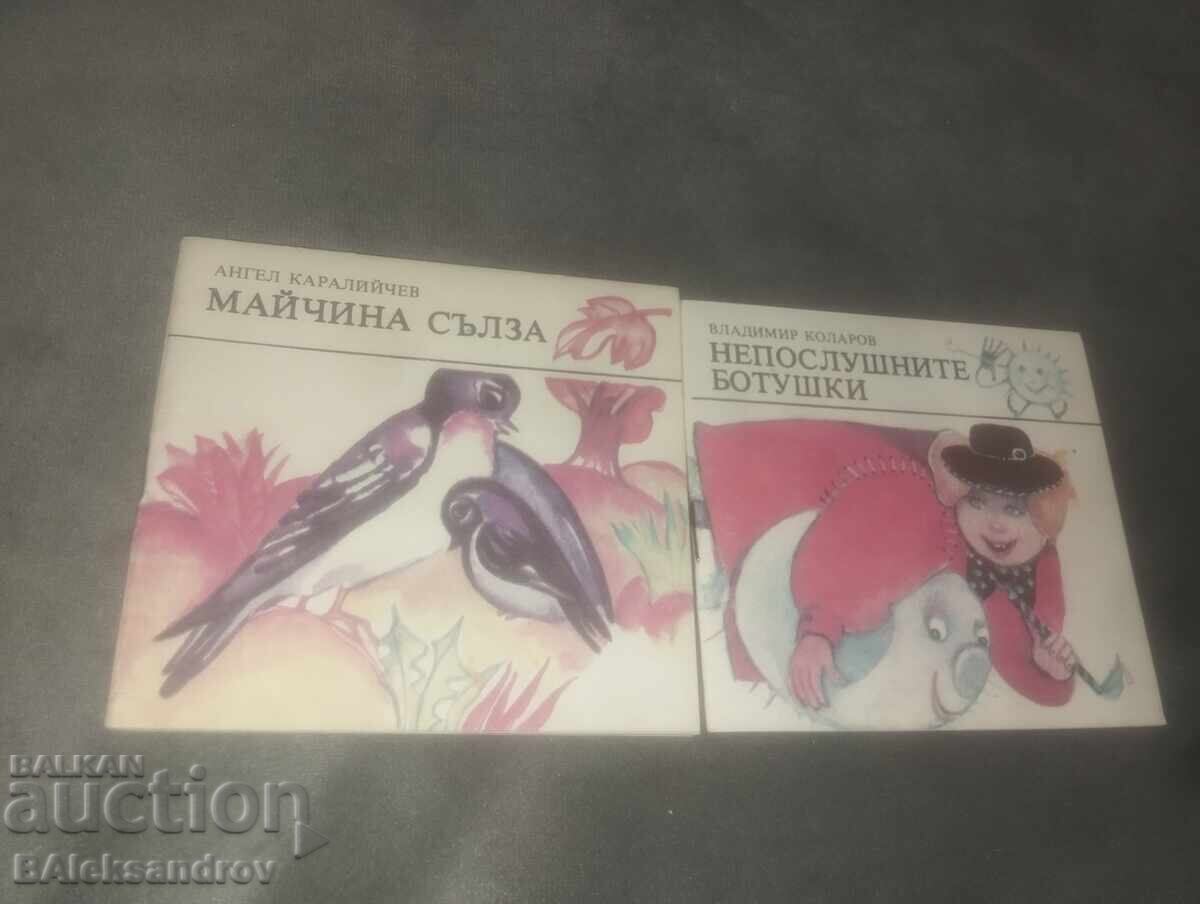 АНГЕЛ КАРАЛИЙЧЕВ
МАЙЧИНА СЪЛЗА
ВЛАДИМИР КОЛАРОВ
НЕПОСЛУШНИТЕ
БОТУШКИ
BALKAN
auction
BAleksandrov